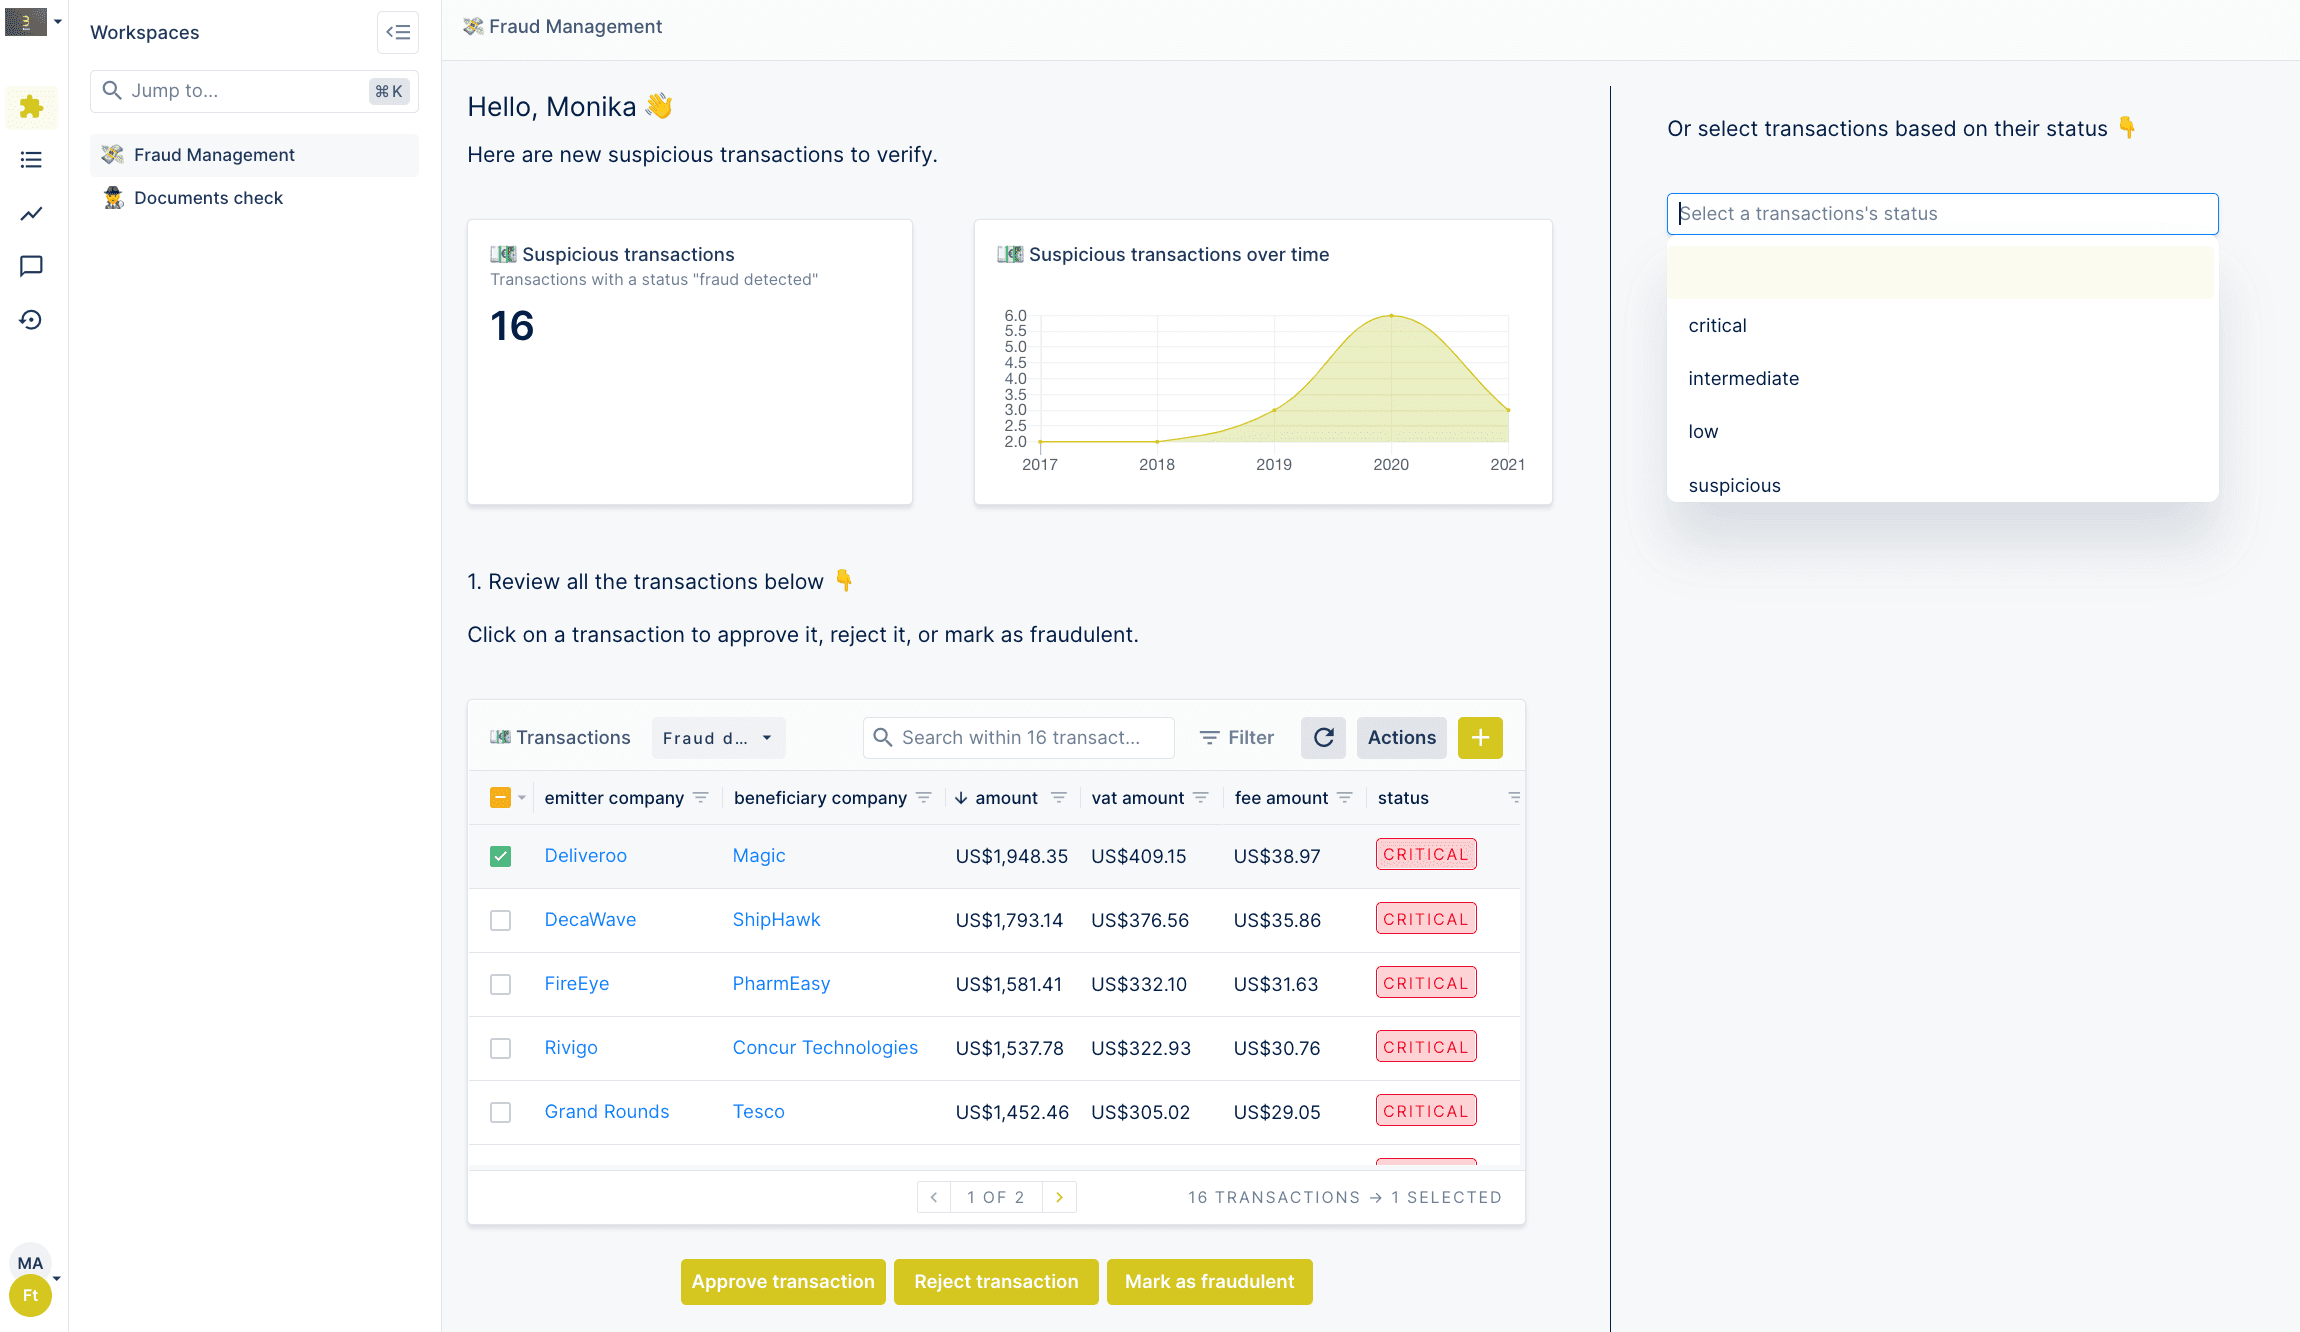 Workspaces
Jump to...
⌘ K
Fraud Management
Documents check
MA
Ft
Fraud Management
Hello, Monika 👋
Here are new suspicious transactions to verify.
Suspicious transactions
Transactions with a status "fraud detected"
16
Suspicious transactions over time
6.0
5.5
5.0
4.5
4.0
3.5
3.0
2.5
2.0
2017 2018 2019 2020 2021
1. Review all the transactions below 👇
Click on a transaction to approve it, reject it, or mark as fraudulent.
Transactions Fraud d... Search within 16 transact... Filter Actions +
emitter company beneficiary company ↓ amount vat amount fee amount status
Deliveroo Magic US$1,948.35 US$409.15 US$38.97 CRITICAL
DecaWave ShipHawk US$1,793.14 US$376.56 US$35.86 CRITICAL
FireEye PharmEasy US$1,581.41 US$332.10 US$31.63 CRITICAL
Rivigo Concur Technologies US$1,537.78 US$322.93 US$30.76 CRITICAL
Grand Rounds Tesco US$1,452.46 US$305.02 US$29.05 CRITICAL
1 OF 2
16 TRANSACTIONS → 1 SELECTED
Approve transaction Reject transaction Mark as fraudulent
Or select transactions based on their status 👇
Select a transactions's status
critical
intermediate
low
suspicious